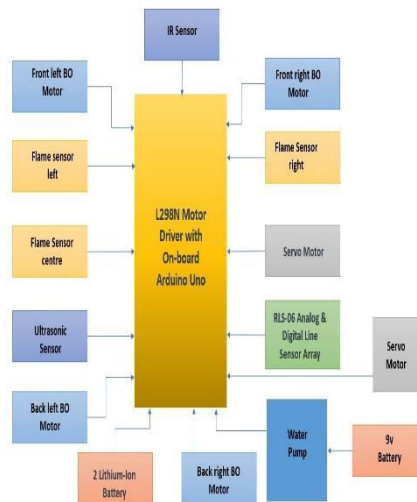 IR Sensor
Front left BO
Motor
Front right BO
Motor
Flame sensor
left
Flame Sensor
right
L298N Motor
Driver with
On-board
Arduino Uno
Flame Sensor
centre
Servo Motor
Ultrasonic
Sensor
RLS-06 Analog &
Digital Line
Sensor Array
Servo
Motor
Back left BO
Motor
2 Lithium-Ion
Battery
Back right BO
Motor
Water
Pump
9v
Battery